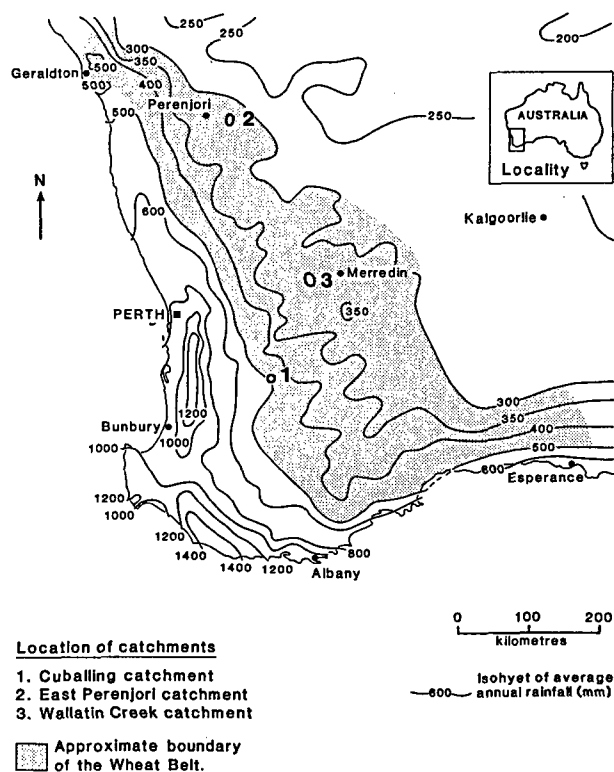 250
200
300
250
350
Geraldton
500
400
500
Perenjori
2
250
500
AUSTRALIA
Locality
N
600
Kalgoorlie
3
Merredin
PERTH
350
1
1200
300
350
Bunbury
1000
400
1000
500
600
Esperance
1200
1000
1200
800
1400
1200
Albany
0 100 200
kilometres
Location of catchments
1. Cuballing catchment
2. East Perenjori catchment
3. Wallatin Creek catchment
600 Isohyet of average
annual rainfall (mm)
Approximate boundary
of the Wheat Belt.